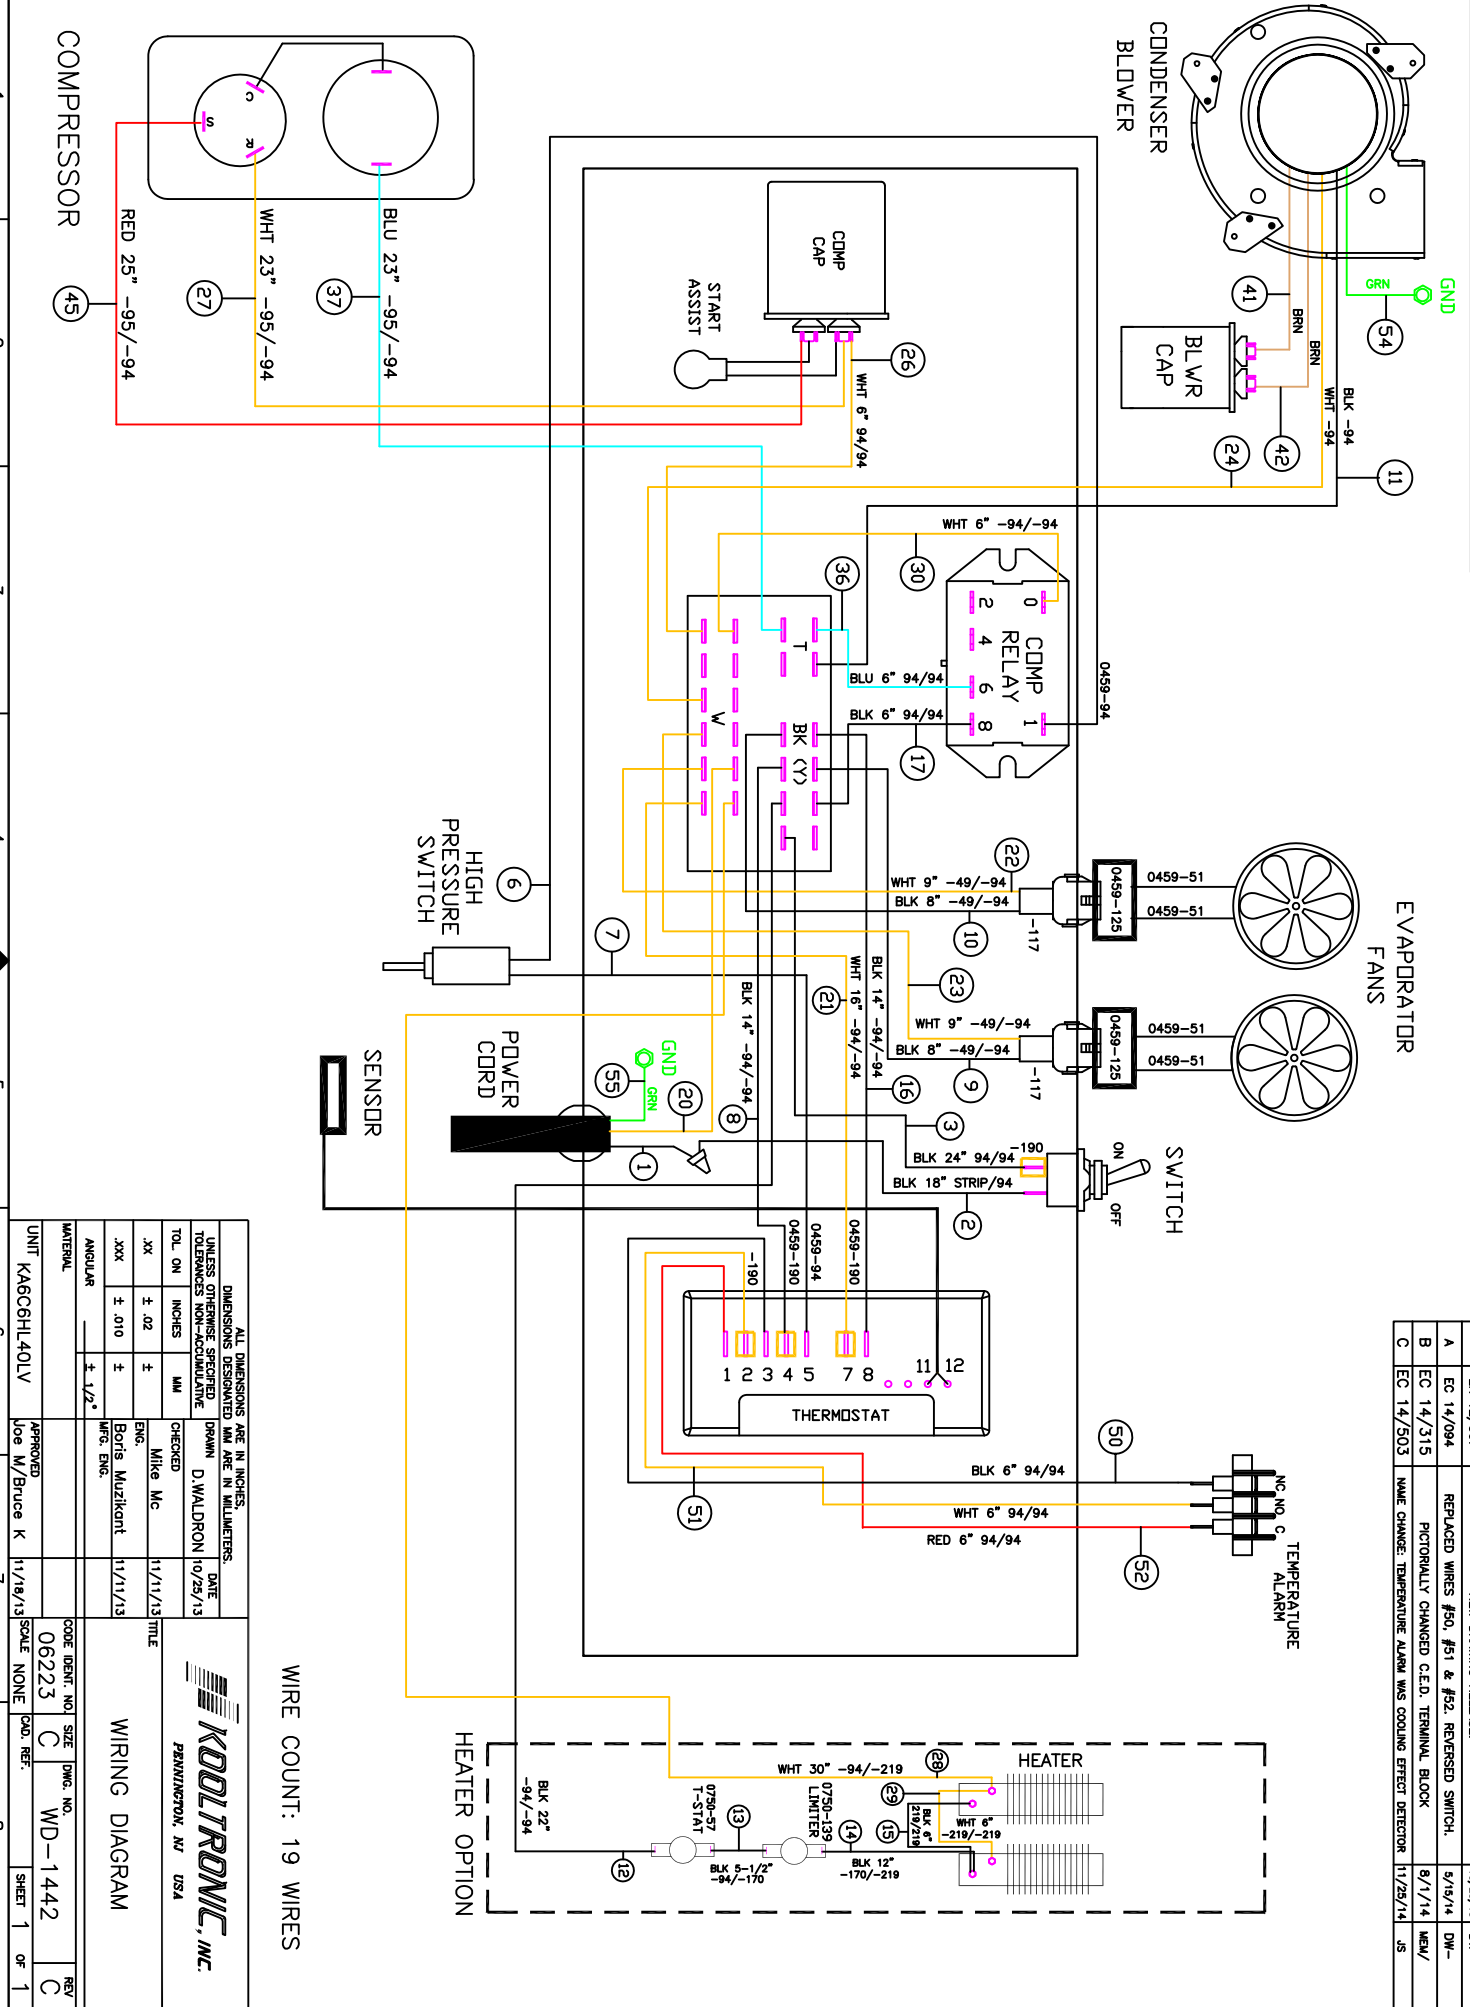 CONDENSER
BLOWER
GND
GRN
54
41
BRN
BRN
BLWR
CAP
42
BLK -94
WHT -94
24
11
COMPRESSOR
C
S
R
RED 25" -95/-94
WHT 23" -95/-94
BLU 23" -95/-94
45
27
37
COMP
CAP
START
ASSIST
26
WHT 6" 94/94
WHT 6" -94/-94
30
36
COMP
RELAY
0
2
4
6
8
1
0459-94
BLU 6" 94/94
BLK 6" 94/94
17
T
W
BK (Y)
EVAPORATOR
FANS
0459-51
0459-51
0459-125
-117
22
WHT 9" -49/-94
BLK 8" -49/-94
10
0459-51
0459-51
0459-125
-117
23
WHT 9" -49/-94
BLK 8" -49/-94
9
HIGH
PRESSURE
SWITCH
6
7
BLK 14" -94/-94
WHT 16" -94/-94
21
16
BLK 14" -94/-94
8
3
POWER
CORD
GND
GRN
55
20
1
SENSOR
SWITCH
ON
OFF
-190
BLK 24" 94/94
BLK 18" STRIP/94
2
0459-190
0459-94
0459-190
-190
1 2 3 4 5 7 8 11 12
THERMOSTAT
50
BLK 6" 94/94
51
WHT 6" 94/94
RED 6" 94/94
52
NC NO C
TEMPERATURE
ALARM
HEATER OPTION
HEATER
WHT 30" -94/-219
28
29
WHT 6"
-219/-219
BLK 6"
219/219
15
0750-139
LIMITER
14
BLK 12"
-170/-219
0750-57
T-STAT
13
BLK 5-1/2"
-94/-170
BLK 22"
-94/-94
12
WIRE COUNT: 19 WIRES
A EC 14/094 REPLACED WIRES #50, #51 & #52. REVERSED SWITCH. 5/15/14 DW-
B EC 14/315 PICTORIALLY CHANGED C.E.D. TERMINAL BLOCK 8/1/14 MEM/
C EC 14/503 NAME CHANGE: TEMPERATURE ALARM WAS COOLING EFFECT DETECTOR 11/25/14 JS
ALL DIMENSIONS ARE IN INCHES,
DIMENSIONS DESIGNATED MM ARE IN MILLIMETERS.
UNLESS OTHERWISE SPECIFIED
TOLERANCES NON-ACCUMULATIVE
TOL ON INCHES MM
.XX ± .02 ±
.XXX ± .010 ±
ANGULAR ± 1/2°
MATERIAL
UNIT KA6C6HL40LV
DRAWN D.WALDRON DATE 10/25/13
CHECKED Mike Mc 11/11/13
ENG. Boris Muzikant 11/11/13
MFG. ENG.
APPROVED Joe M/Bruce K 11/18/13
KOOLTRONIC, INC.
PENNINGTON, NJ USA
TITLE
WIRING DIAGRAM
CODE IDENT. NO. 06223
SIZE C
DWG. NO. WD-1442
REV C
SCALE NONE
CAD. REF.
SHEET 1 OF 1